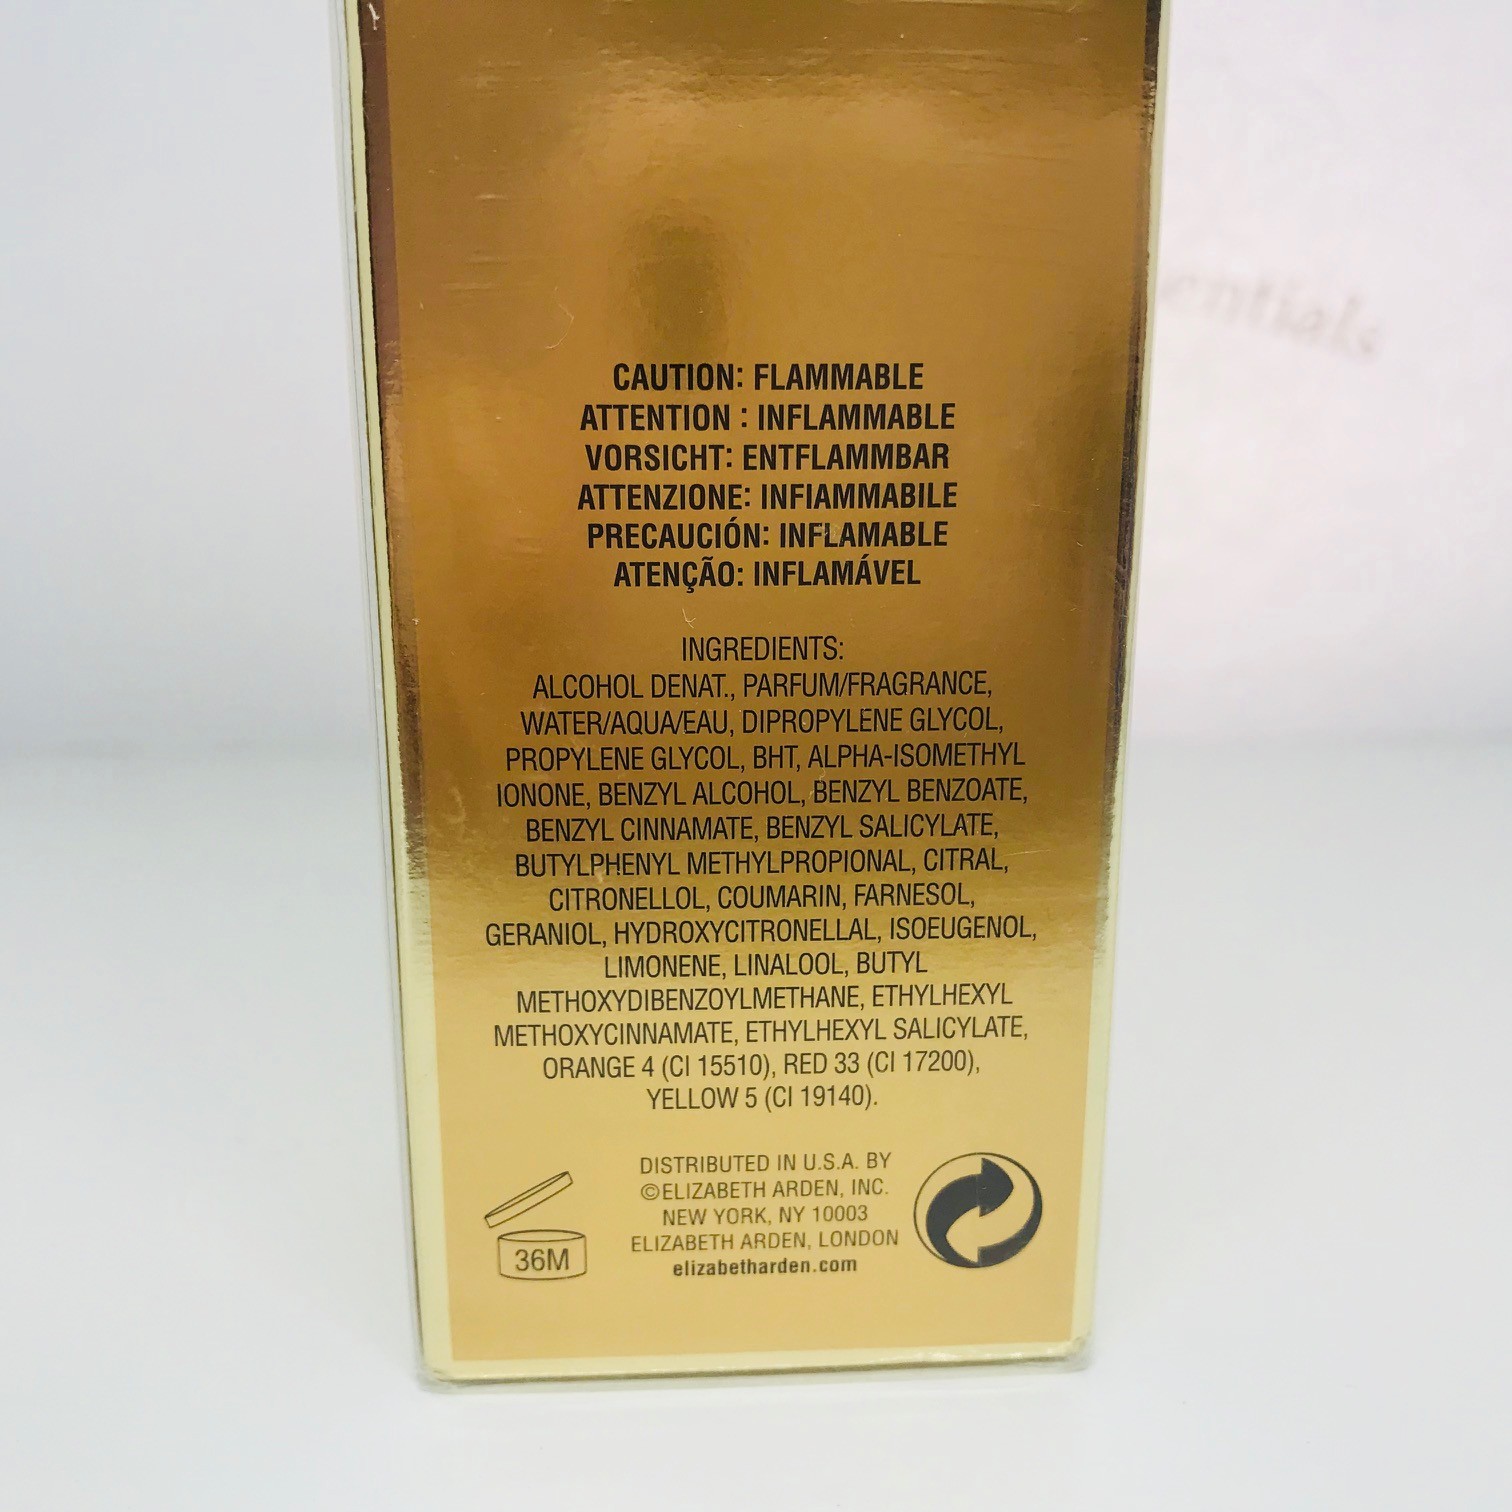 entials
CAUTION: FLAMMABLE
ATTENTION : INFLAMMABLE
VORSICHT: ENTFLAMMBAR
ATTENZIONE: INFIAMMABILE
PRECAUCIÓN: INFLAMABLE
ATENÇÃO: INFLAMÁVEL
INGREDIENTS:
ALCOHOL DENAT., PARFUM/FRAGRANCE,
WATER/AQUA/EAU, DIPROPYLENE GLYCOL,
PROPYLENE GLYCOL, BHT, ALPHA-ISOMETHYL
IONONE, BENZYL ALCOHOL, BENZYL BENZOATE,
BENZYL CINNAMATE, BENZYL SALICYLATE,
BUTYLPHENYL METHYLPROPIONAL, CITRAL,
CITRONELLOL, COUMARIN, FARNESOL,
GERANIOL, HYDROXYCITRONELLAL, ISOEUGENOL,
LIMONENE, LINALOOL, BUTYL
METHOXYDIBENZOYLMETHANE, ETHYLHEXYL
METHOXYCINNAMATE, ETHYLHEXYL SALICYLATE,
ORANGE 4 (CI 15510), RED 33 (CI 17200),
YELLOW 5 (CI 19140).
36M
DISTRIBUTED IN U.S.A. BY
©ELIZABETH ARDEN, INC.
NEW YORK, NY 10003
ELIZABETH ARDEN, LONDON
elizabetharden.com